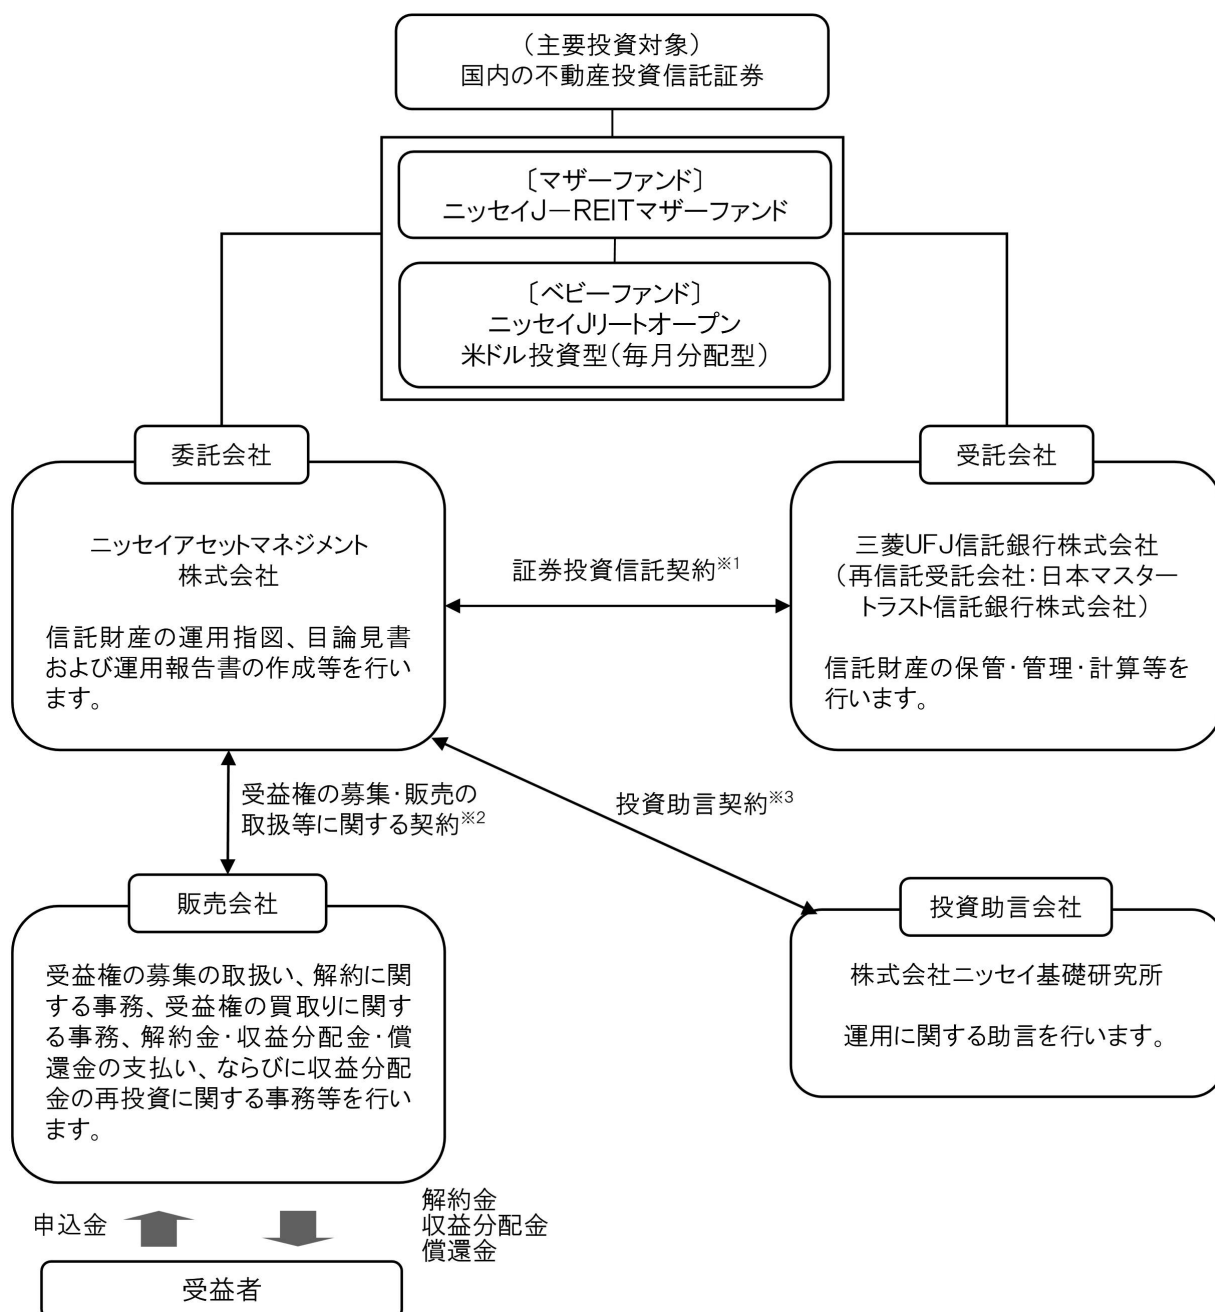 （主要投資対象）
国内の不動産投資信託証券
〔マザーファンド〕
ニッセイJ－REITマザーファンド
〔ベビーファンド〕
ニッセイJリートオープン
米ドル投資型（毎月分配型）
委託会社
ニッセイアセットマネジメント
株式会社
信託財産の運用指図、目論見書
および運用報告書の作成等を行い
ます。
受託会社
三菱UFJ信託銀行株式会社
（再信託受託会社：日本マスター
トラスト信託銀行株式会社）
信託財産の保管・管理・計算等を
行います。
証券投資信託契約※1
受益権の募集・販売の
取扱等に関する契約※2
投資助言契約※3
販売会社
受益権の募集の取扱い、解約に関
する事務、受益権の買取りに関す
る事務、解約金・収益分配金・償
還金の支払い、ならびに収益分配
金の再投資に関する事務等を行い
ます。
投資助言会社
株式会社ニッセイ基礎研究所
運用に関する助言を行います。
申込金
解約金
収益分配金
償還金
受益者